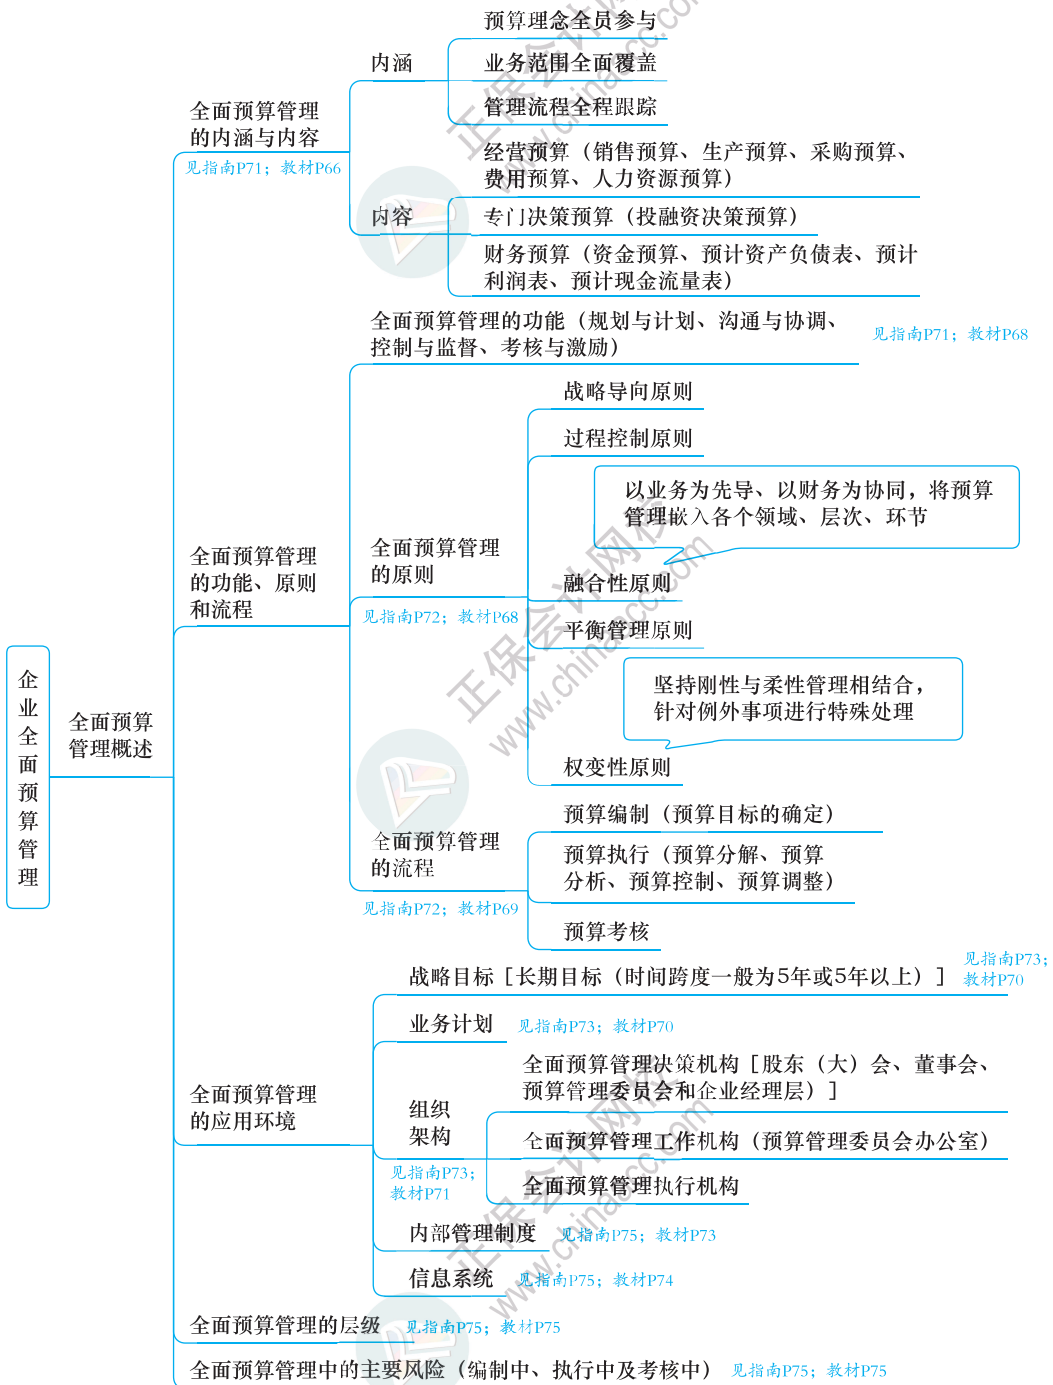 企业全面预算管理
全面预算
管理概述
全面预算管理
的内涵与内容
见指南P71；教材P66
内涵
预算理念全员参与
业务范围全面覆盖
管理流程全程跟踪
内容
经营预算（销售预算、生产预算、采购预算、
费用预算、人力资源预算）
专门决策预算（投融资决策预算）
财务预算（资金预算、预计资产负债表、预计
利润表、预计现金流量表）
全面预算管理
的功能、原则
和流程
全面预算管理的功能（规划与计划、沟通与协调、
控制与监督、考核与激励）
见指南P71；教材P68
全面预算管理
的原则
见指南P72；教材P68
战略导向原则
过程控制原则
以业务为先导、以财务为协同，将预算
管理嵌入各个领域、层次、环节
融合性原则
平衡管理原则
坚持刚性与柔性管理相结合，
针对例外事项进行特殊处理
权变性原则
全面预算管理
的流程
见指南P72；教材P69
预算编制（预算目标的确定）
预算执行（预算分解、预算
分析、预算控制、预算调整）
预算考核
全面预算管理
的应用环境
战略目标［长期目标（时间跨度一般为5年或5年以上）］
见指南P73；
教材P70
业务计划
见指南P73；教材P70
组织
架构
见指南P73；
教材P71
全面预算管理决策机构［股东（大）会、董事会、
预算管理委员会和企业经理层）］
全面预算管理工作机构（预算管理委员会办公室）
全面预算管理执行机构
内部管理制度
见指南P75；教材P73
信息系统
见指南P75；教材P74
全面预算管理的层级
见指南P75；教材P75
全面预算管理中的主要风险（编制中、执行中及考核中）
见指南P75；教材P75
正保会计网校
www.chinaacc.com
正保会计网校
www.chinaacc.com
正保会计网校
www.chinaacc.com